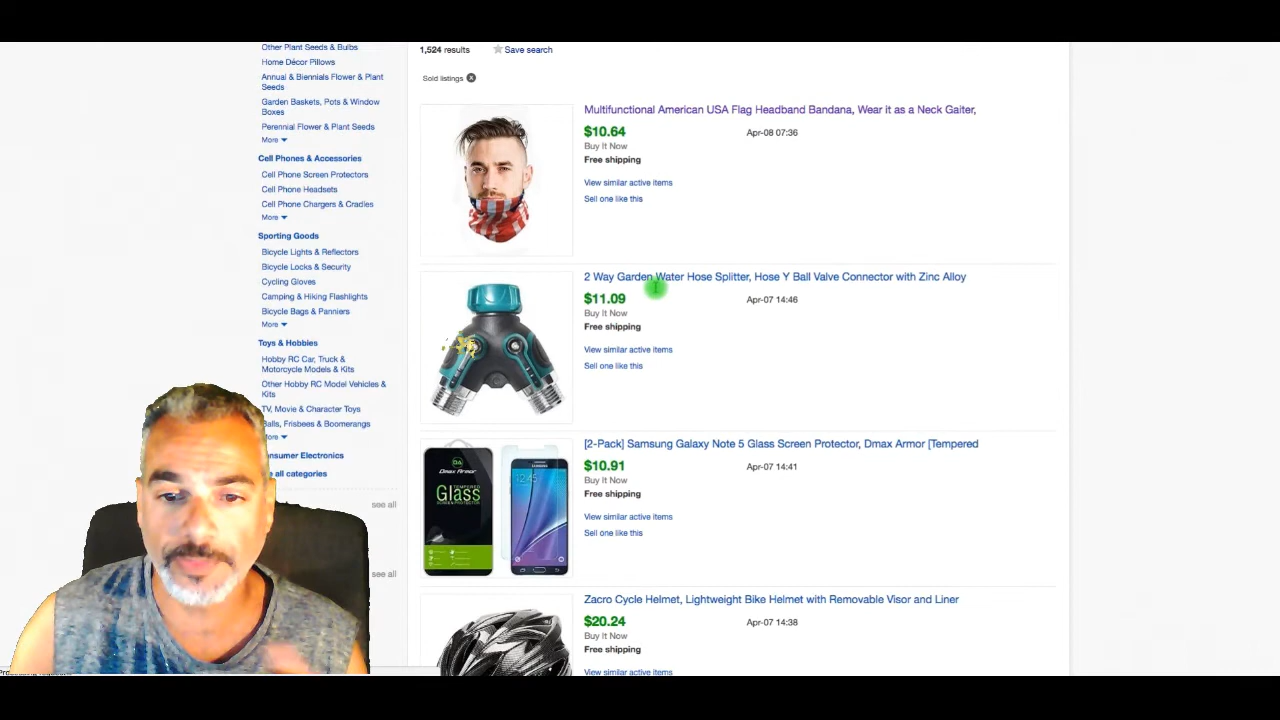 Other Plant Seeds & Bulbs
Home Décor Pillows
Annual & Biennials Flower & Plant
Seeds
Garden Baskets, Pots & Window
Boxes
Perennial Flower & Plant Seeds
More
Cell Phones & Accessories
Cell Phone Screen Protectors
Cell Phone Headsets
Cell Phone Chargers & Cradles
More
Sporting Goods
Bicycle Lights & Reflectors
Bicycle Locks & Security
Cycling Gloves
Camping & Hiking Flashlights
Bicycle Bags & Panniers
More
Toys & Hobbies
Hobby RC Car, Truck &
Motorcycle Models & Kits
Other Hobby RC Model Vehicles &
Kits
TV, Movie & Character Toys
Balls, Frisbees & Boomerangs
More
onsumer Electronics
all categories
see all
see all
1,524 results
Save search
Sold listings
Multifunctional American USA Flag Headband Bandana, Wear it as a Neck Gaiter,
$10.64 Apr-08 07:36
Buy It Now
Free shipping
View similar active items
Sell one like this
2 Way Garden Water Hose Splitter, Hose Y Ball Valve Connector with Zinc Alloy
$11.09 Apr-07 14:46
Buy It Now
Free shipping
View similar active items
Sell one like this
Dmax Armor
TEMPERED
Glass
SCREEN PROTECTOR
[2-Pack] Samsung Galaxy Note 5 Glass Screen Protector, Dmax Armor [Tempered
$10.91 Apr-07 14:41
Buy It Now
Free shipping
View similar active items
Sell one like this
Zacro Cycle Helmet, Lightweight Bike Helmet with Removable Visor and Liner
$20.24 Apr-07 14:38
Buy It Now
Free shipping
View similar active items